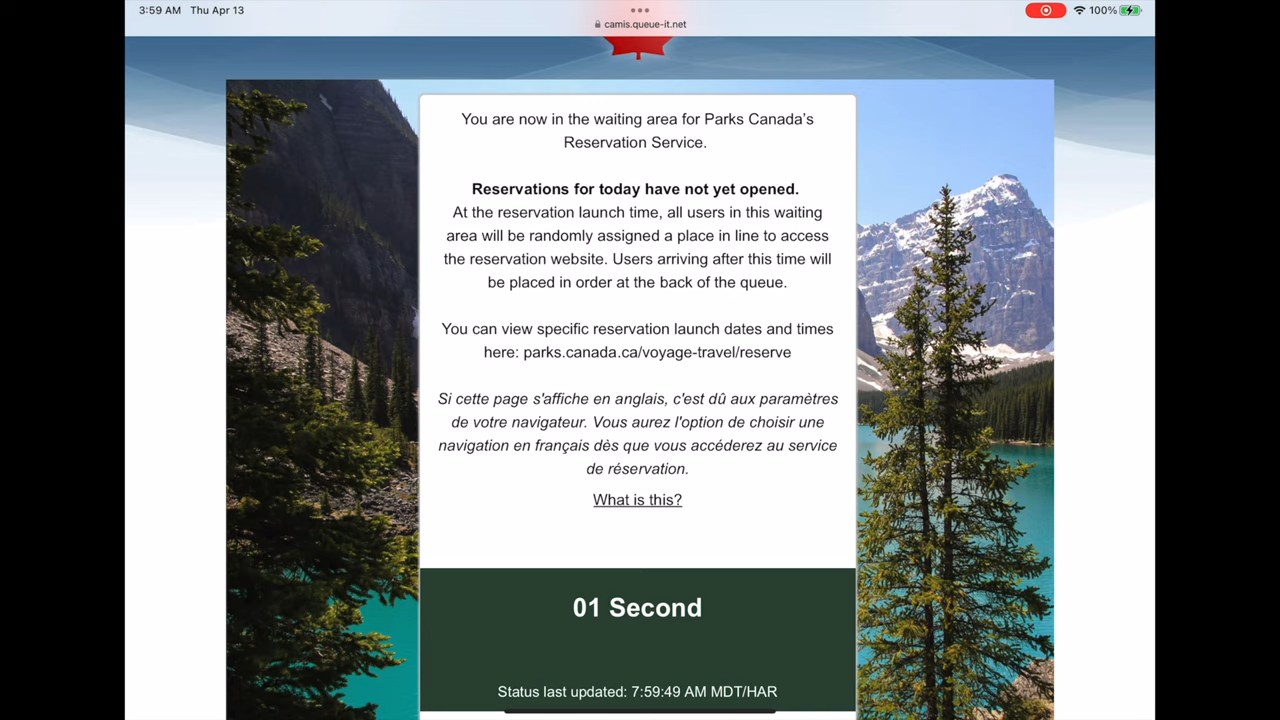 3:59 AM Thu Apr 13
100%
camis.queue-it.net
You are now in the waiting area for Parks Canada’s
Reservation Service.
Reservations for today have not yet opened.
At the reservation launch time, all users in this waiting
area will be randomly assigned a place in line to access
the reservation website. Users arriving after this time will
be placed in order at the back of the queue.
You can view specific reservation launch dates and times
here: parks.canada.ca/voyage-travel/reserve
Si cette page s'affiche en anglais, c'est dû aux paramètres
de votre navigateur. Vous aurez l'option de choisir une
navigation en français dès que vous accéderez au service
de réservation.
What is this?
01 Second
Status last updated: 7:59:49 AM MDT/HAR